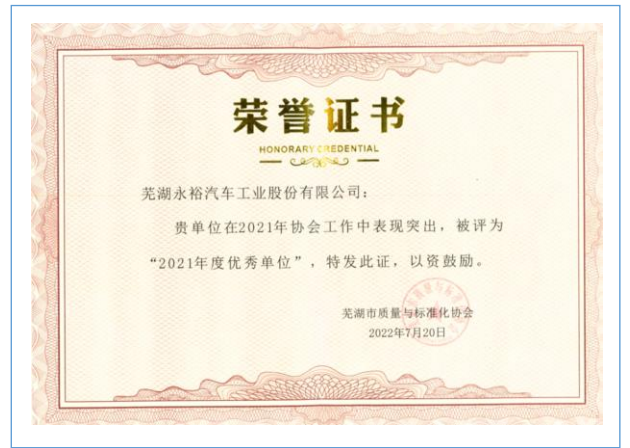 荣誉证书
HONORARY CREDENTIAL
芜湖永裕汽车工业股份有限公司：
贵单位在2021年协会工作中表现突出，被评为
“2021年度优秀单位”，特发此证，以资鼓励。
芜湖市质量与标准化协会
2022年7月20日